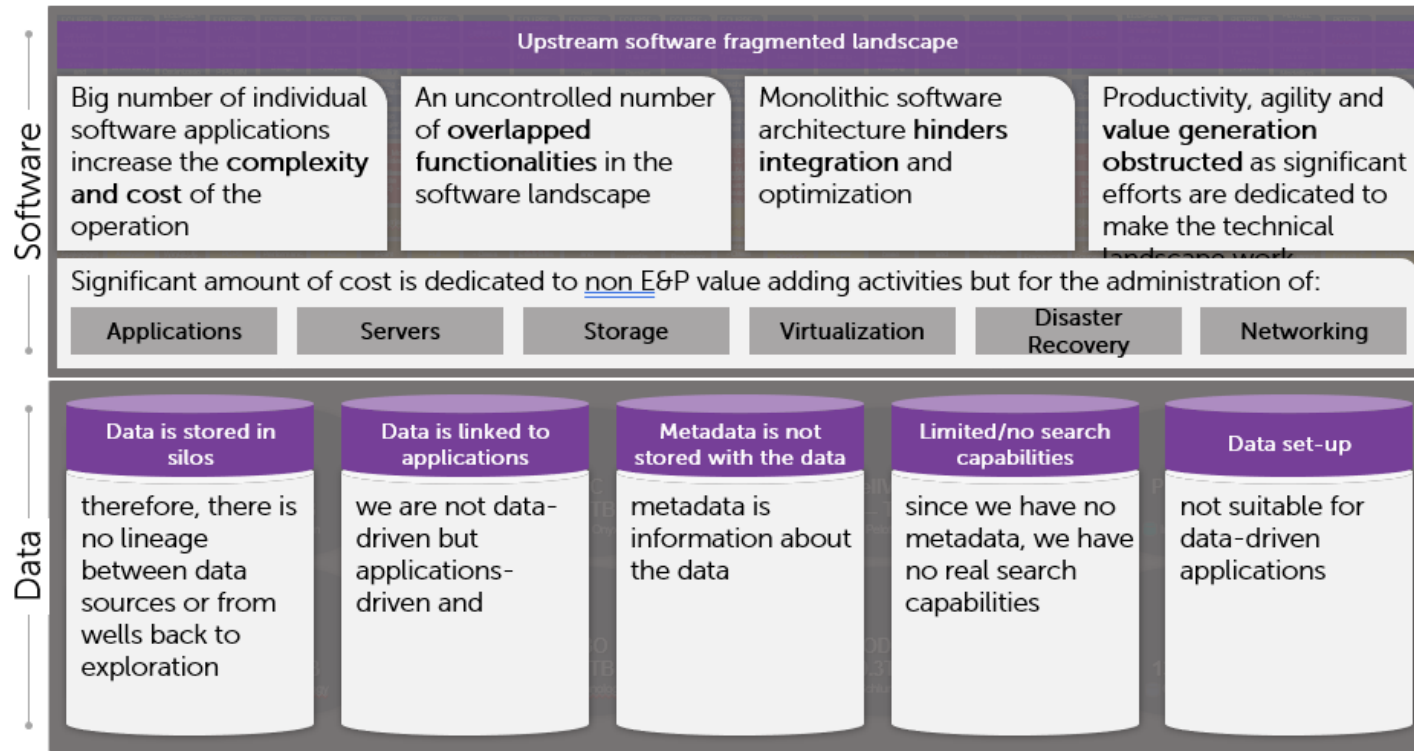 Software
Upstream software fragmented landscape
Big number of individual
software applications
increase the complexity
and cost of the
operation
An uncontrolled number
of overlapped
functionalities in the
software landscape
Monolithic software
architecture hinders
integration and
optimization
Productivity, agility and
value generation
obstructed as significant
efforts are dedicated to
make the technical
landscape work
Significant amount of cost is dedicated to non E&P value adding activities but for the administration of:
Applications
Servers
Storage
Virtualization
Disaster
Recovery
Networking
Data
Data is stored in
silos
therefore, there is
no lineage
between data
sources or from
wells back to
exploration
Data is linked to
applications
we are not data-
driven but
applications-
driven and
Metadata is not
stored with the data
metadata is
information about
the data
Limited/no search
capabilities
since we have no
metadata, we have
no real search
capabilities
Data set-up
not suitable for
data-driven
applications